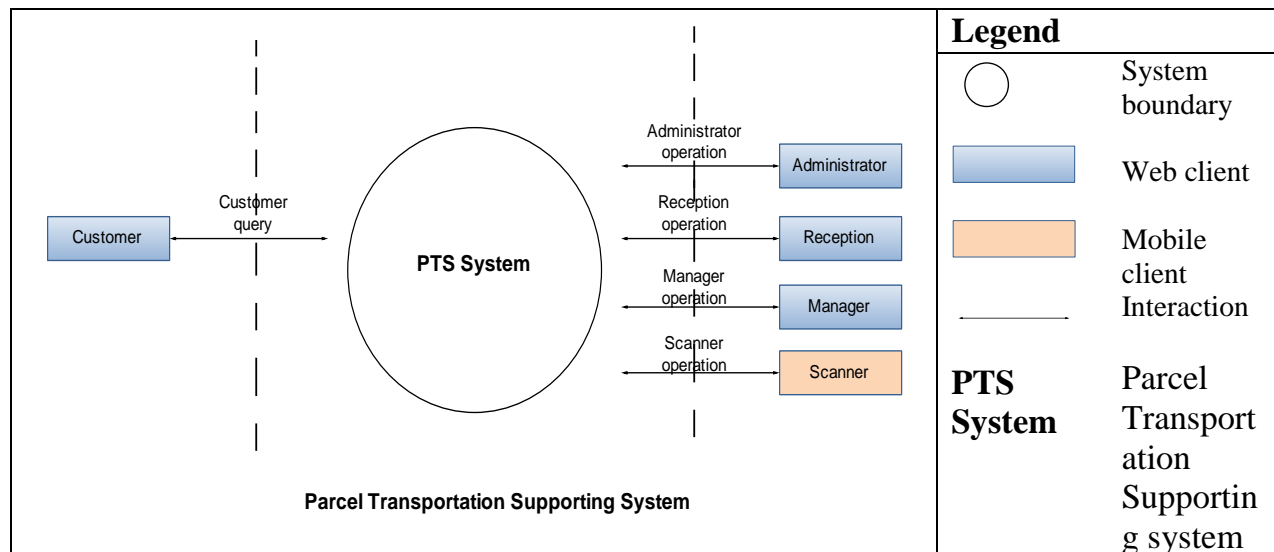 Customer
Customer
query
PTS System
Administrator
operation
Administrator
Reception
operation
Reception
Manager
operation
Manager
Scanner
operation
Scanner
Parcel Transportation Supporting System
Legend
System
boundary
Web client
Mobile
client
Interaction
PTS
System
Parcel
Transport
ation
Supportin
g system